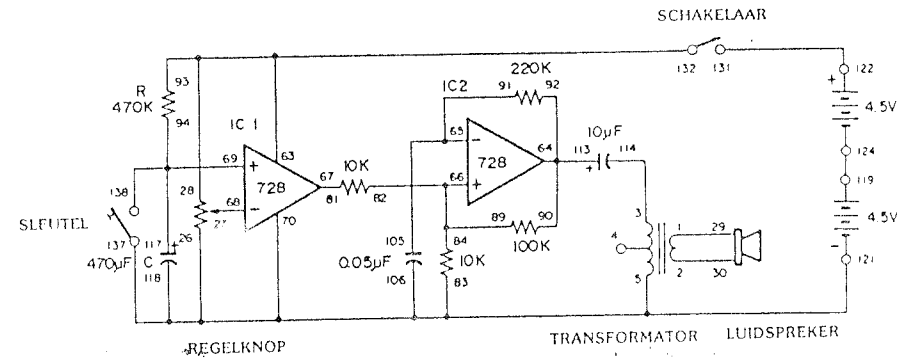 SCHAKELAAR
132 131
122
+
4.5V
124
119
4.5V
-
121
R
470K
93
94
IC 1
69
+
63
728
68
-
67
70
28
27
26
10K
81 82
138
SLEUTEL
137
470µF
117
+
C
118
IC2
220K
91 92
65
-
728
64
66
+
89 90
100K
105
0.05µF
106
84
10K
83
10µF
113 114
+
3
4
5
1
2
29
30
REGELKNOP
TRANSFORMATOR
LUIDSPREKER